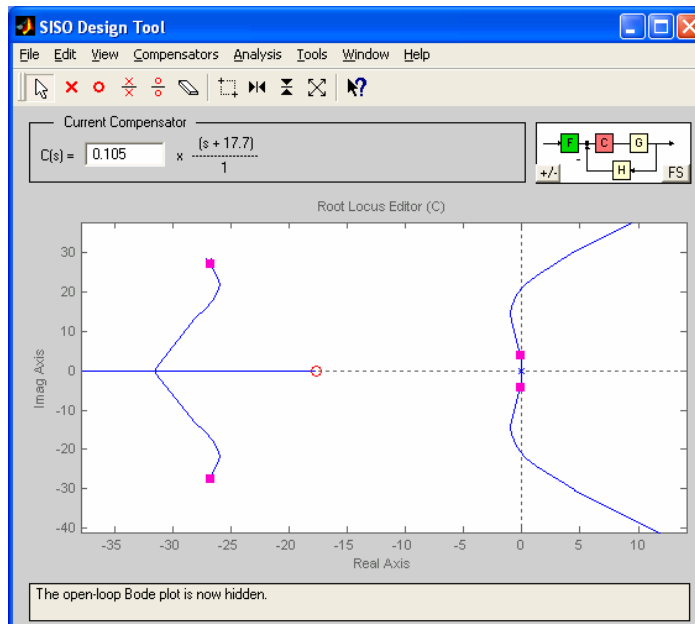 SISO Design Tool
File Edit View Compensators Analysis Tools Window Help
Current Compensator
C(s) = 0.105 x (s + 17.7)
1
F C G
H
+/- FS
Root Locus Editor (C)
30
20
10
0
-10
-20
-30
-40
Imag Axis
-35 -30 -25 -20 -15 -10 -5 0 5 10
Real Axis
The open-loop Bode plot is now hidden.